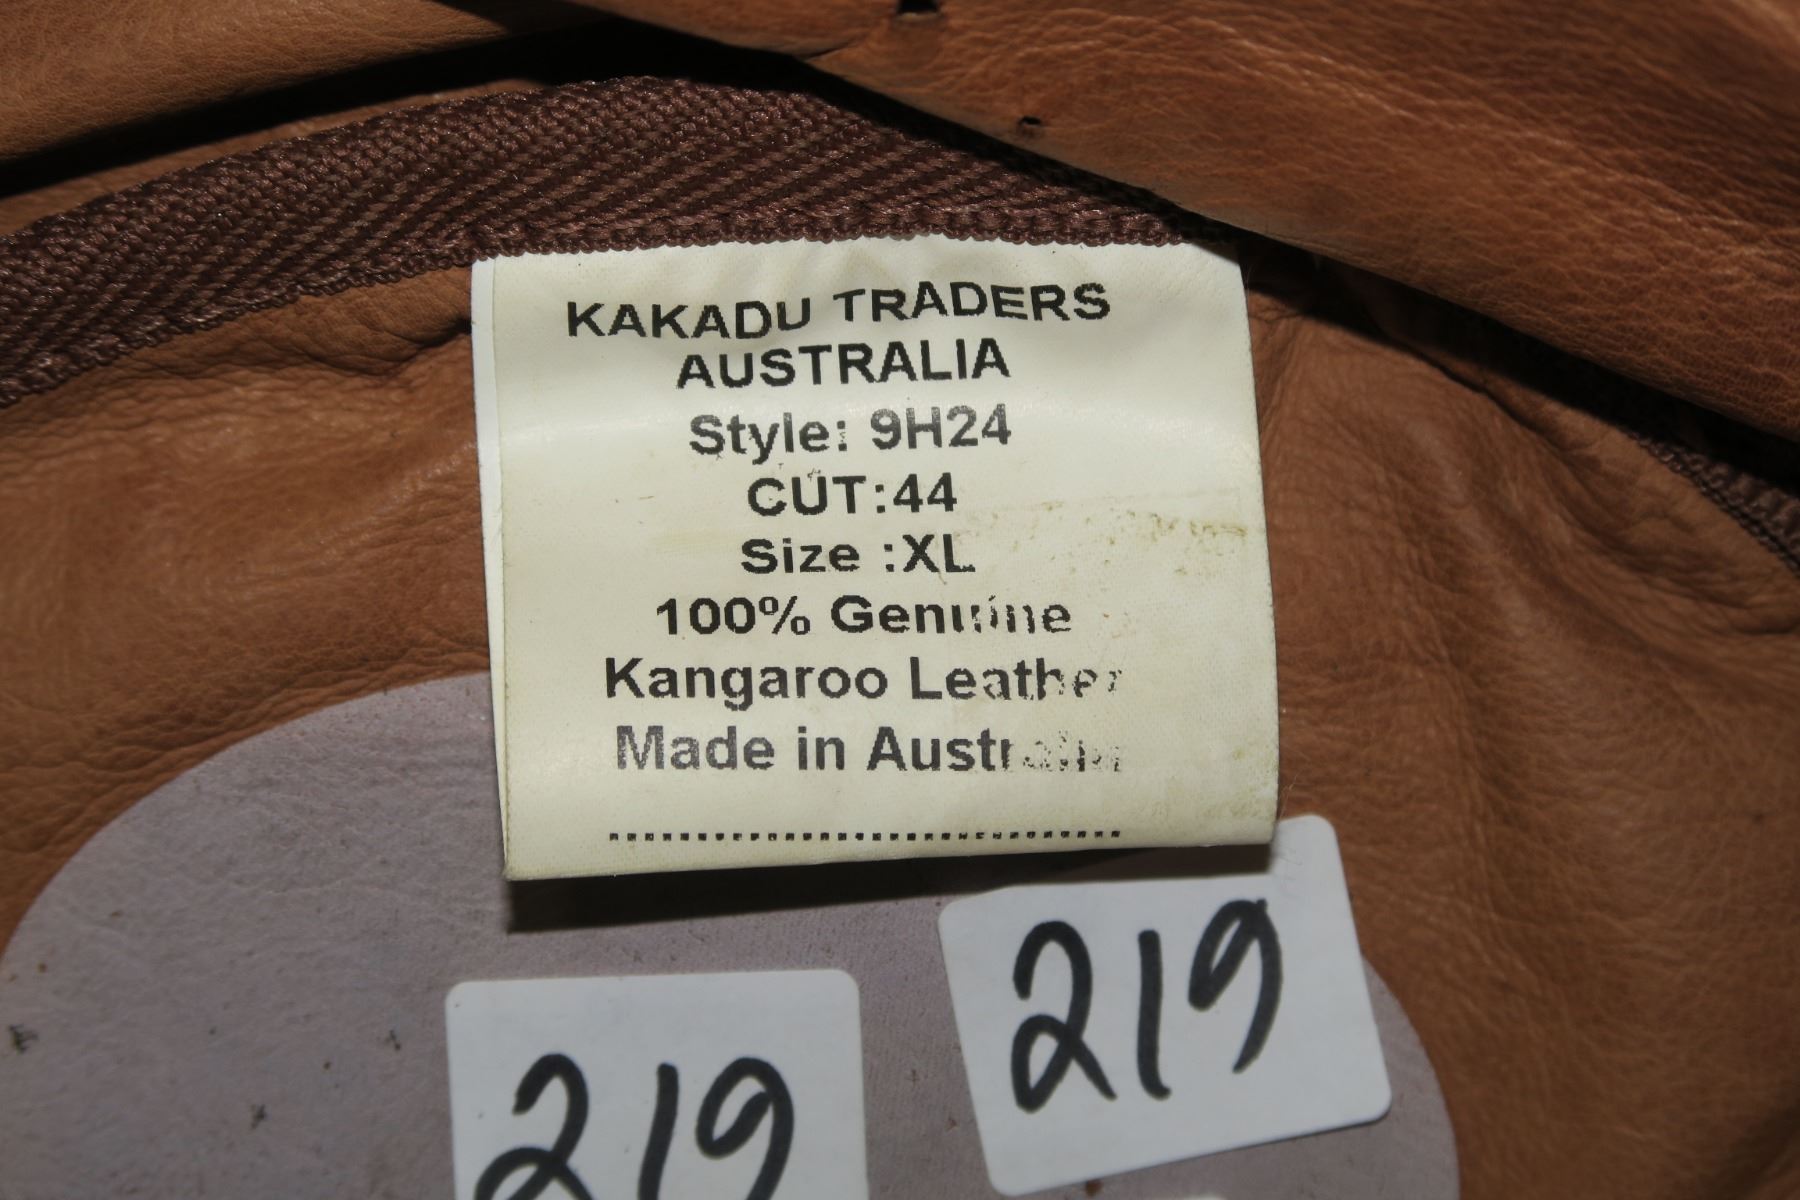 KAKADU TRADERS
AUSTRALIA
Style: 9H24
CUT:44
Size :XL
100% Genuine
Kangaroo Leather
Made in Australia
219
219